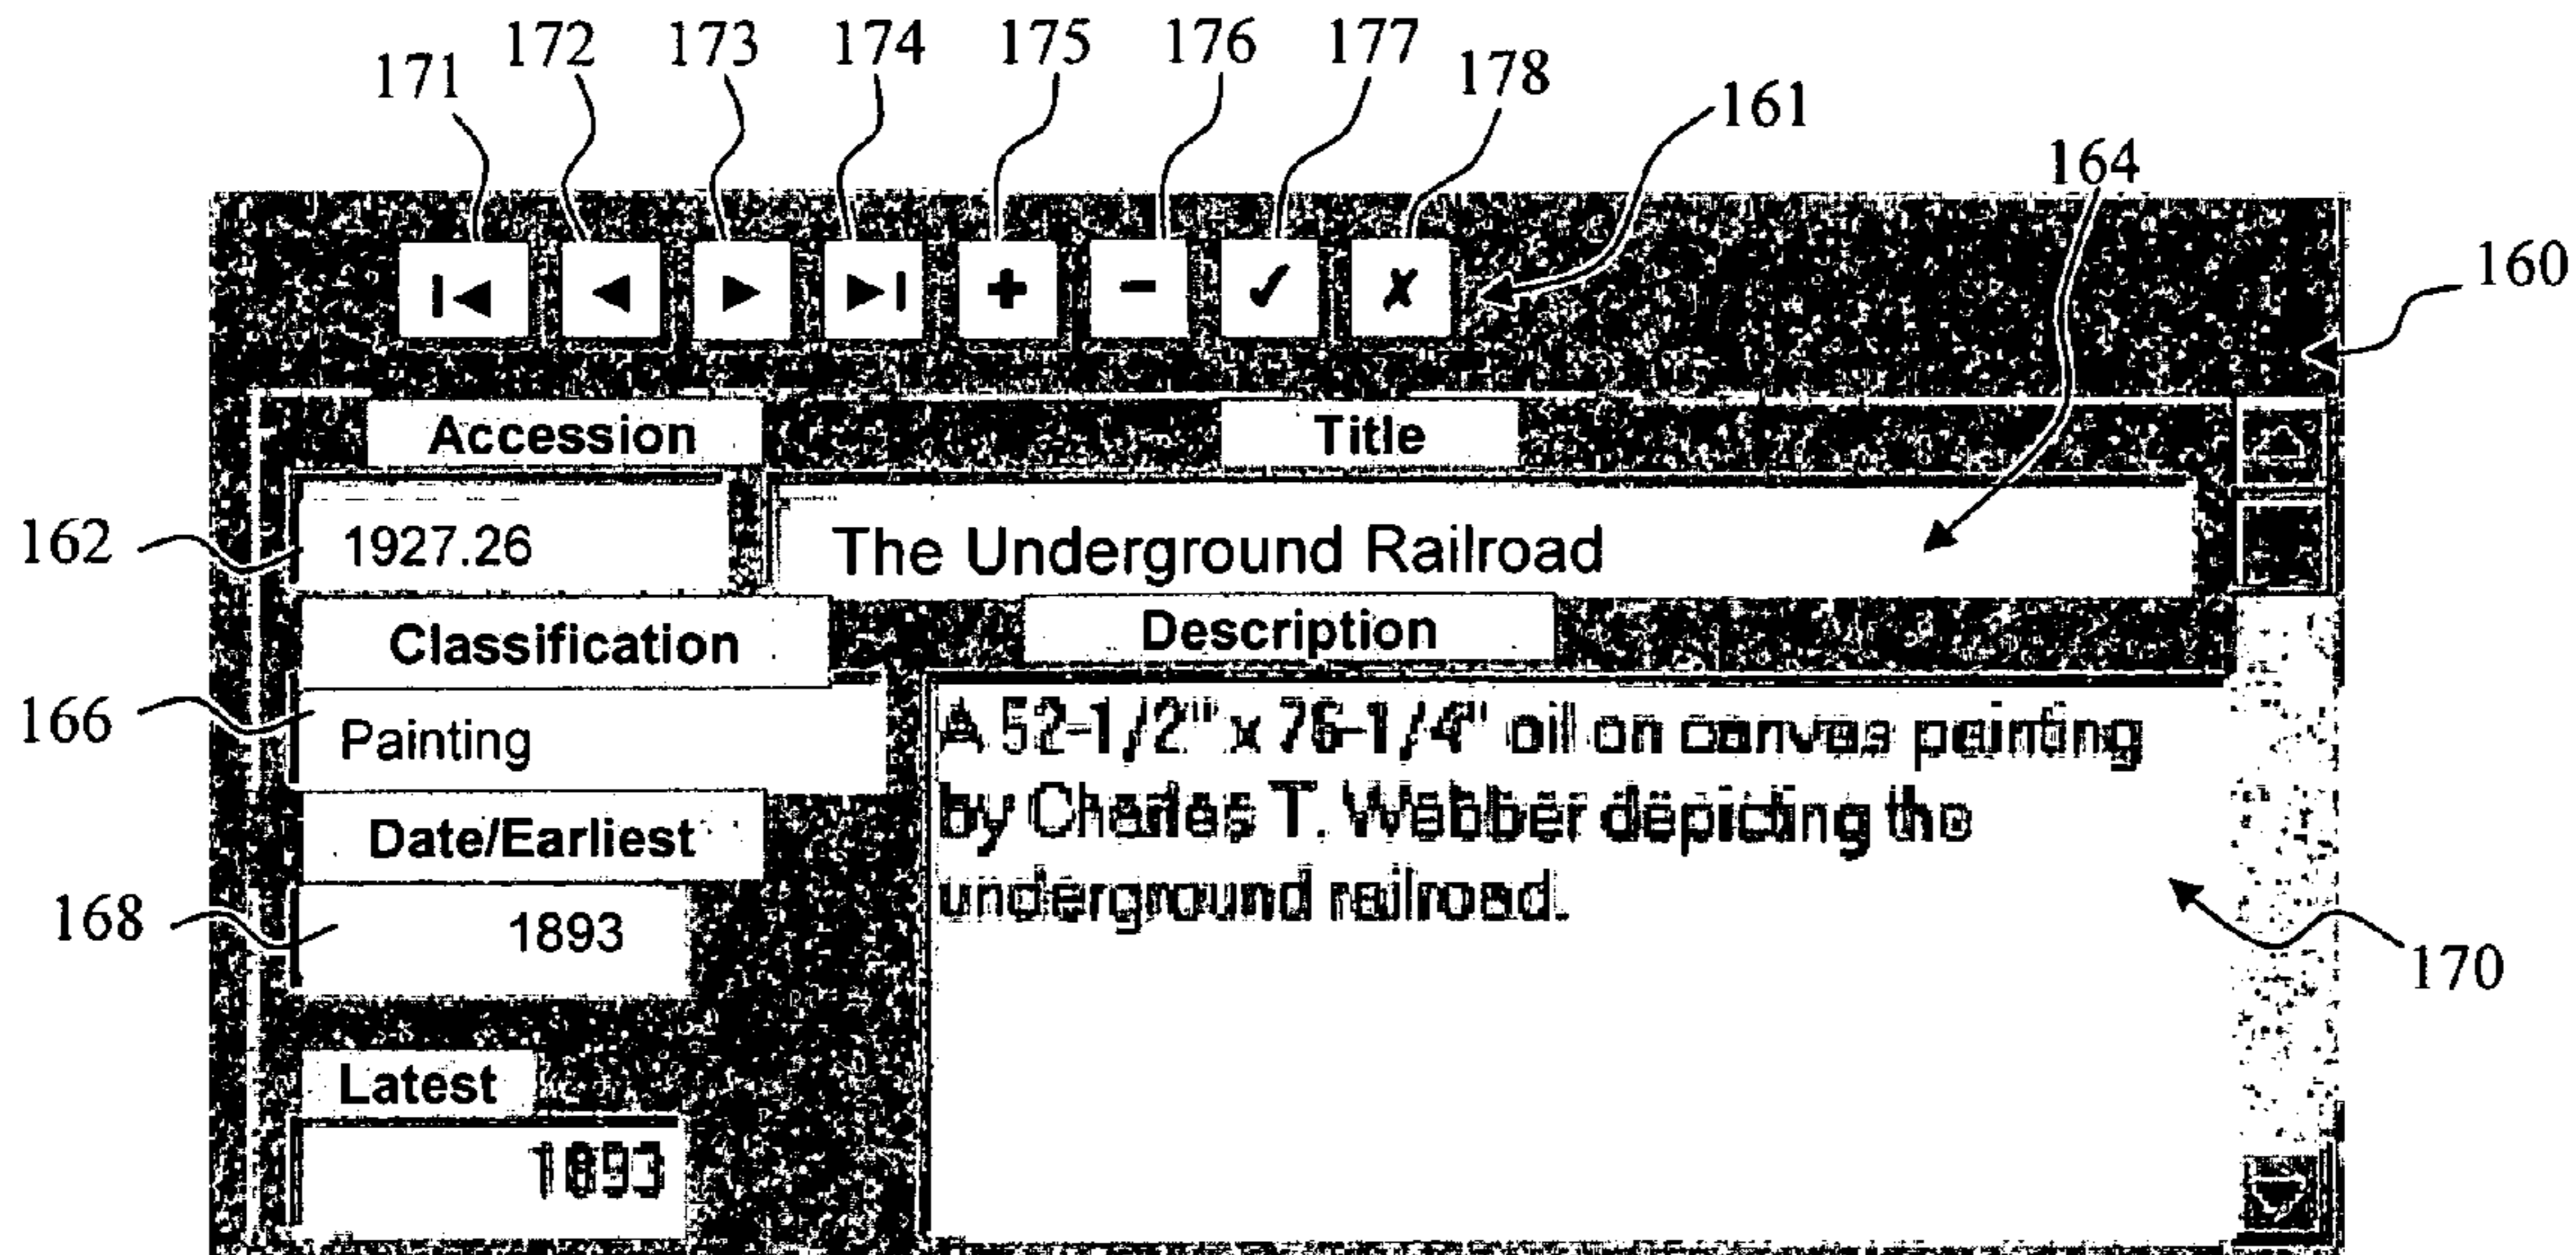 171 172 173 174 175 176 177 178 161
164
160
+ - ✓ ✗
Accession Title
162 1927.26 The Underground Railroad
Classification Description
166 Painting
A 52-1/2" x 76-1/4" oil on canvas painting
by Charles T. Webber depicting the
underground railroad.
Date/Earliest
168 1893
170
Latest
1893